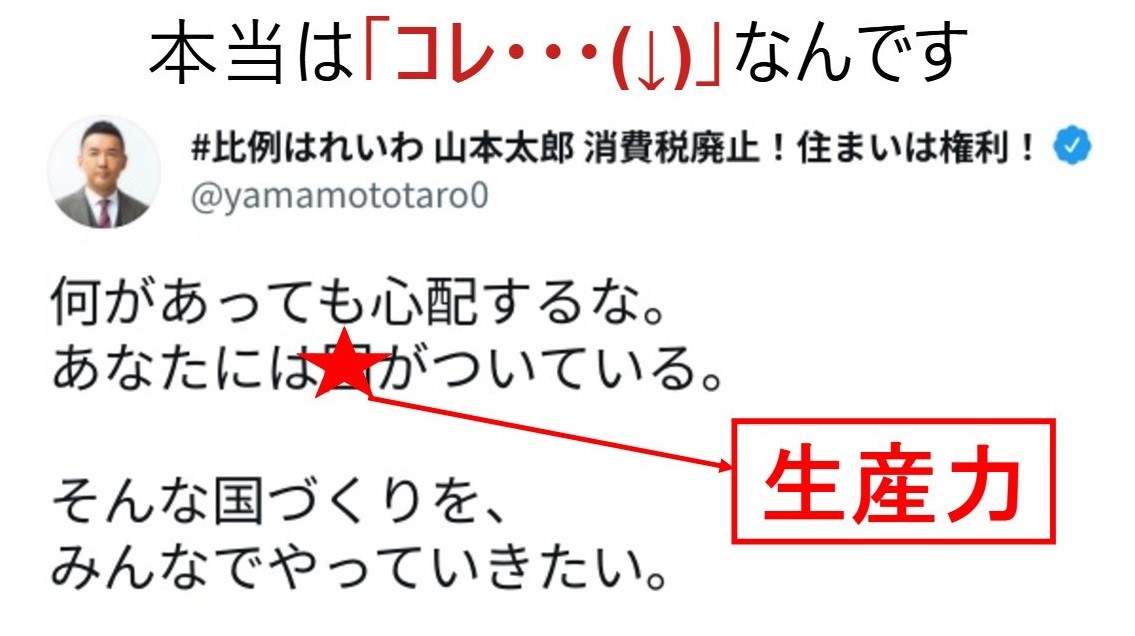 本当は「コレ・・・(↓)」なんです
#比例はれいわ 山本太郎 消費税廃止！住まいは権利！
@yamamototaro0
何があっても心配するな。
あなたには★がついている。
生産力
そんな国づくりを、
みんなでやっていきたい。